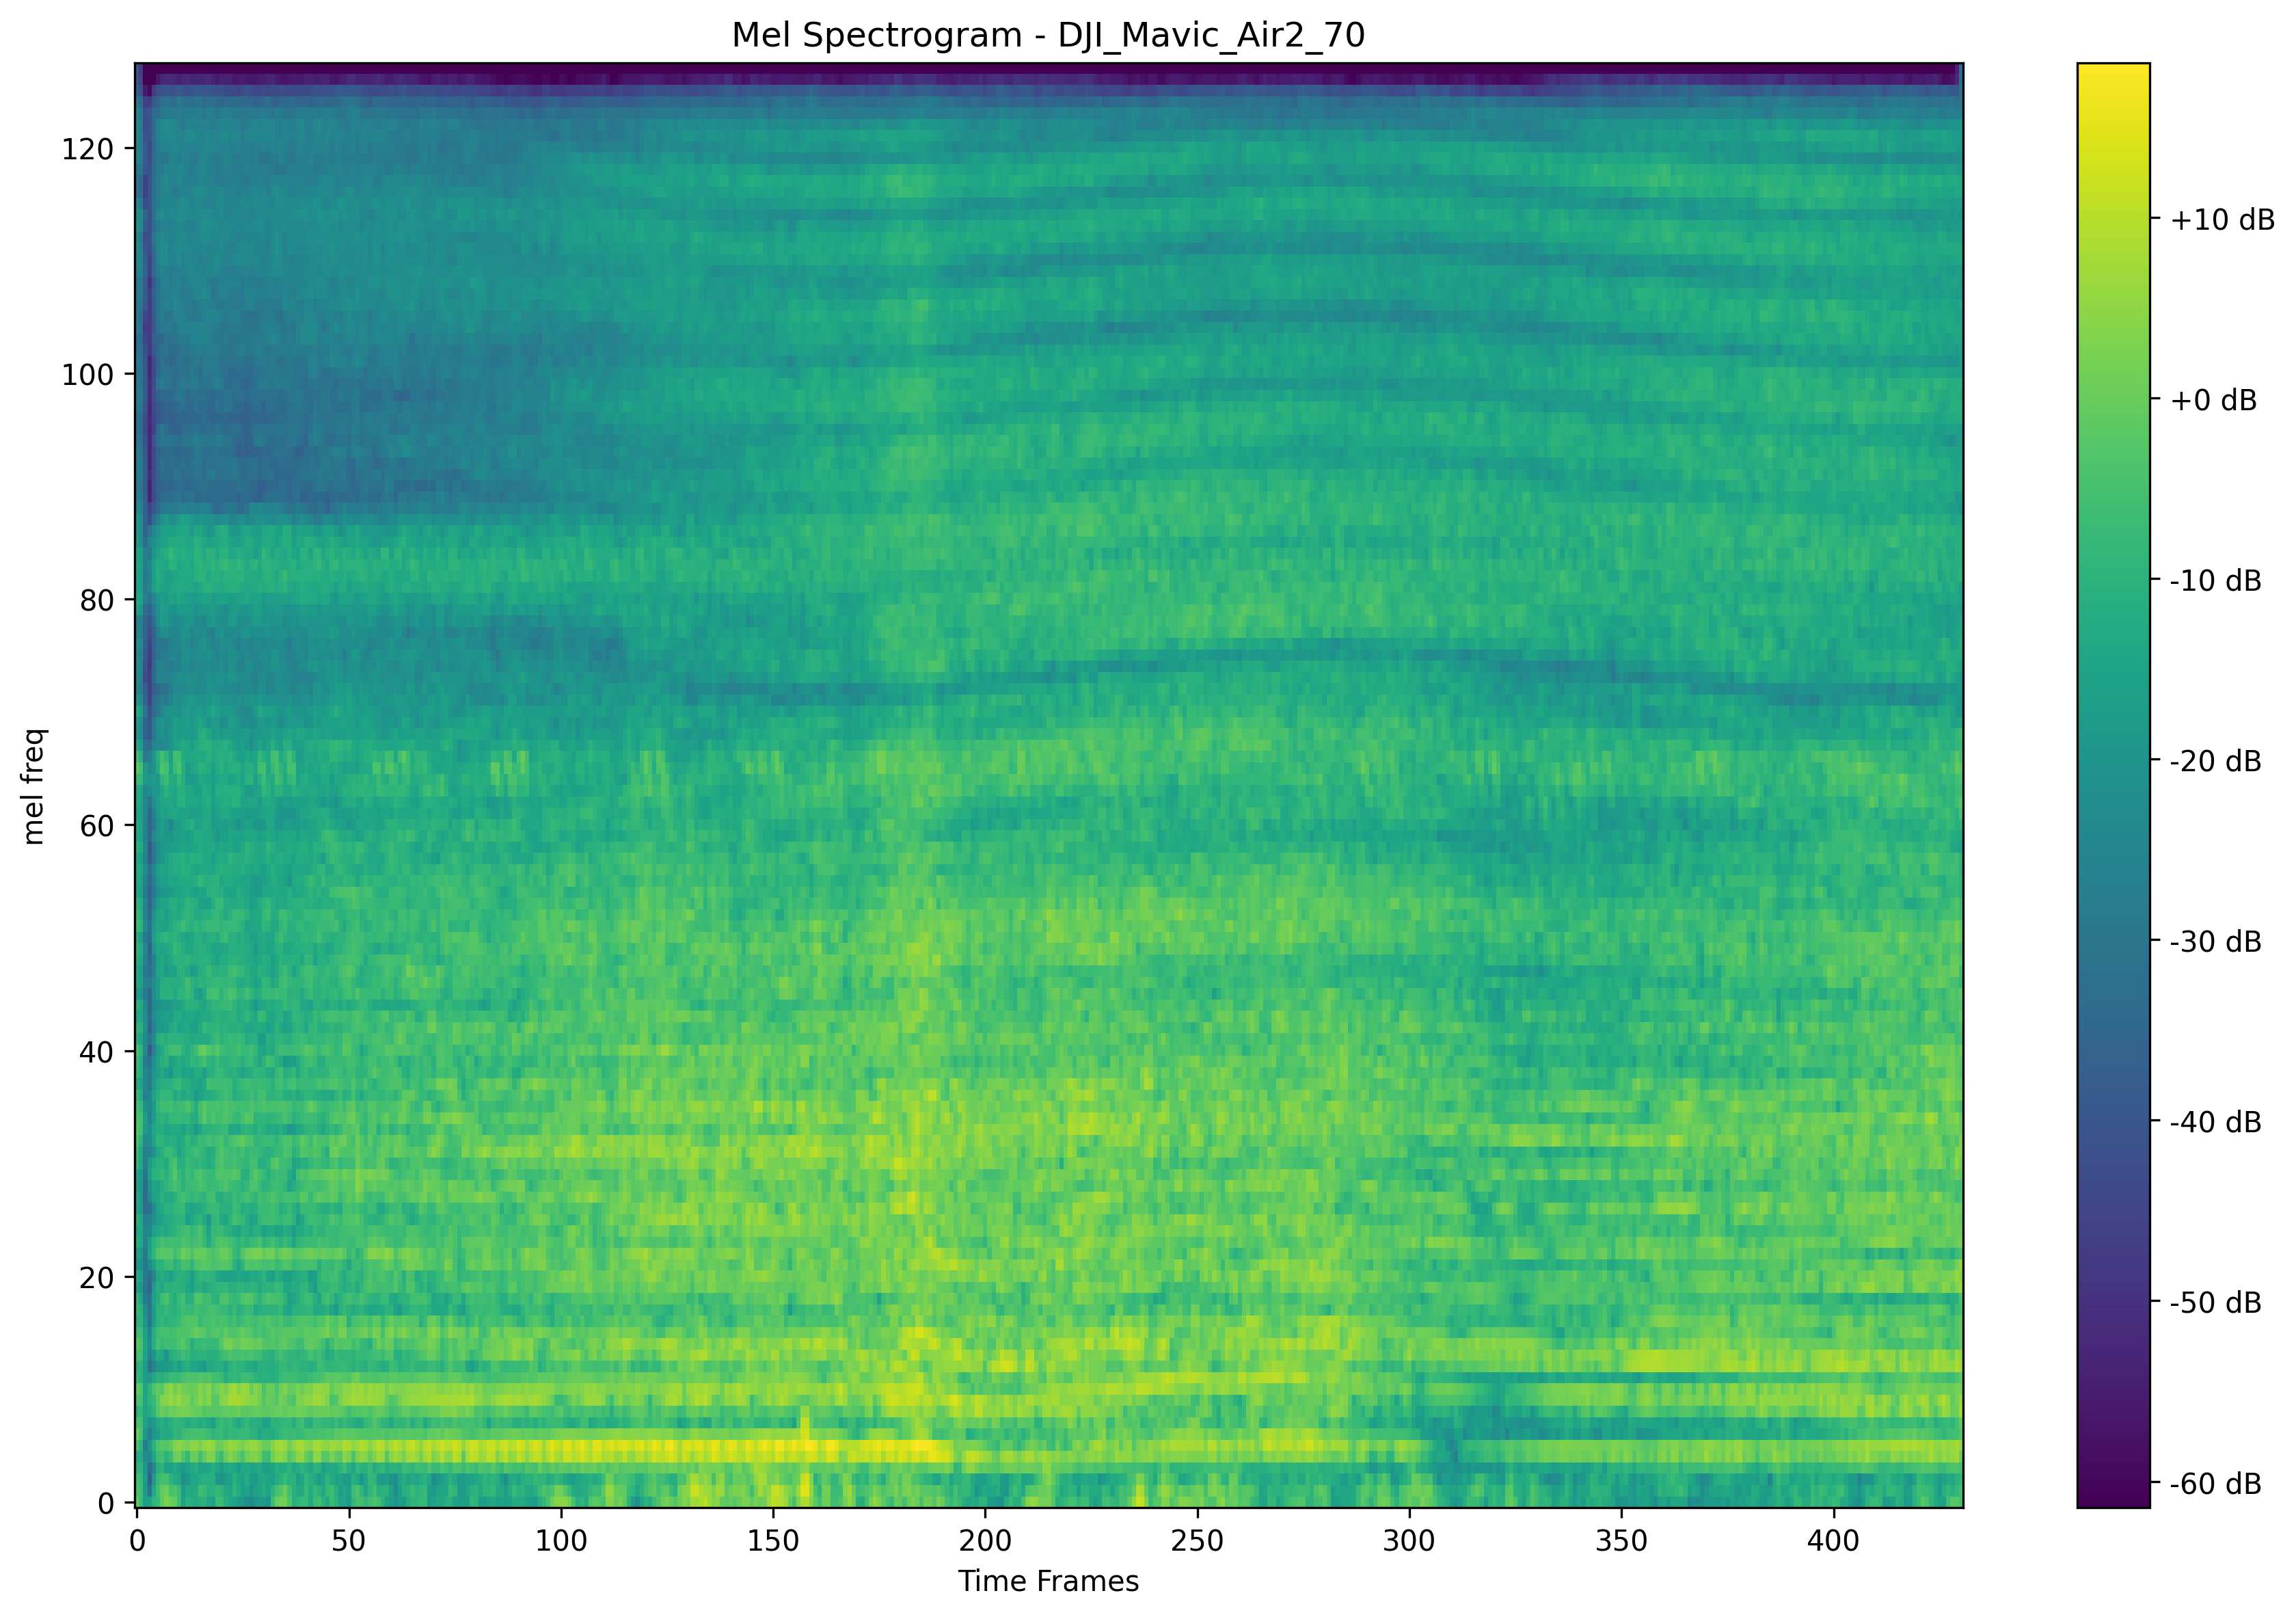 Mel Spectrogram - DJI_Mavic_Air2_70
mel freq
120
100
80
60
40
20
0
0 50 100 150 200 250 300 350 400
Time Frames
+10 dB
+0 dB
-10 dB
-20 dB
-30 dB
-40 dB
-50 dB
-60 dB